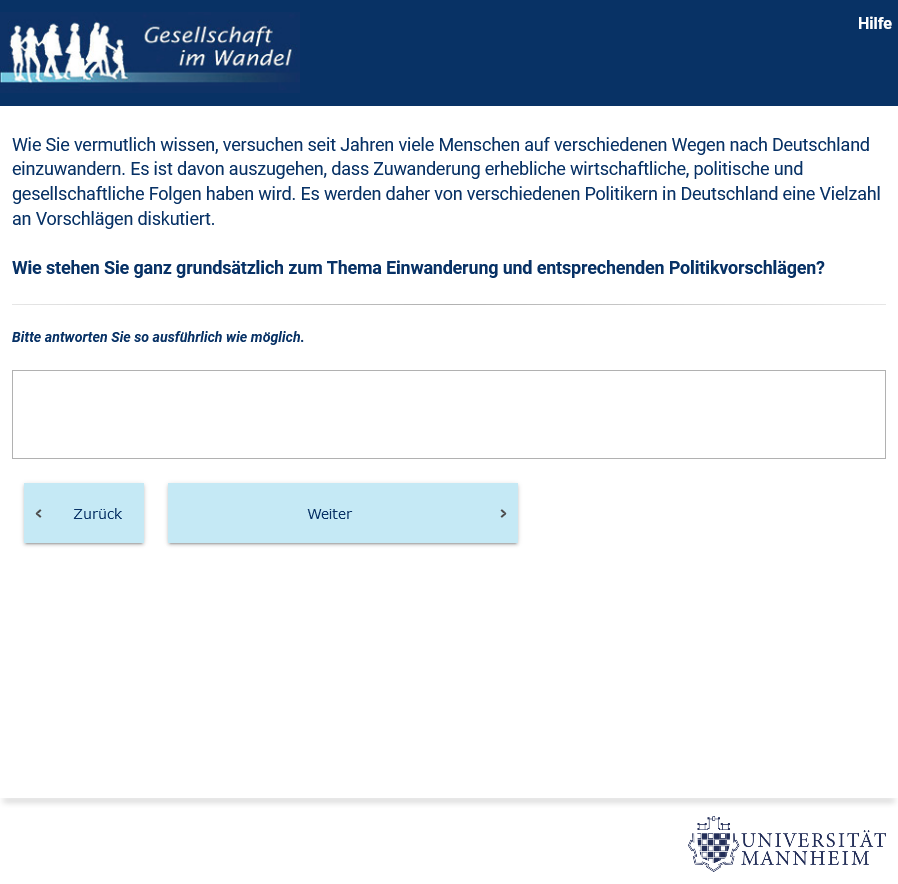 Gesellschaft
im Wandel
Hilfe
Wie Sie vermutlich wissen, versuchen seit Jahren viele Menschen auf verschiedenen Wegen nach Deutschland
einzuwandern. Es ist davon auszugehen, dass Zuwanderung erhebliche wirtschaftliche, politische und
gesellschaftliche Folgen haben wird. Es werden daher von verschiedenen Politikern in Deutschland eine Vielzahl
an Vorschlägen diskutiert.
Wie stehen Sie ganz grundsätzlich zum Thema Einwanderung und entsprechenden Politikvorschlägen?
Bitte antworten Sie so ausführlich wie möglich.
Zurück
Weiter
UNIVERSITÄT
MANNHEIM